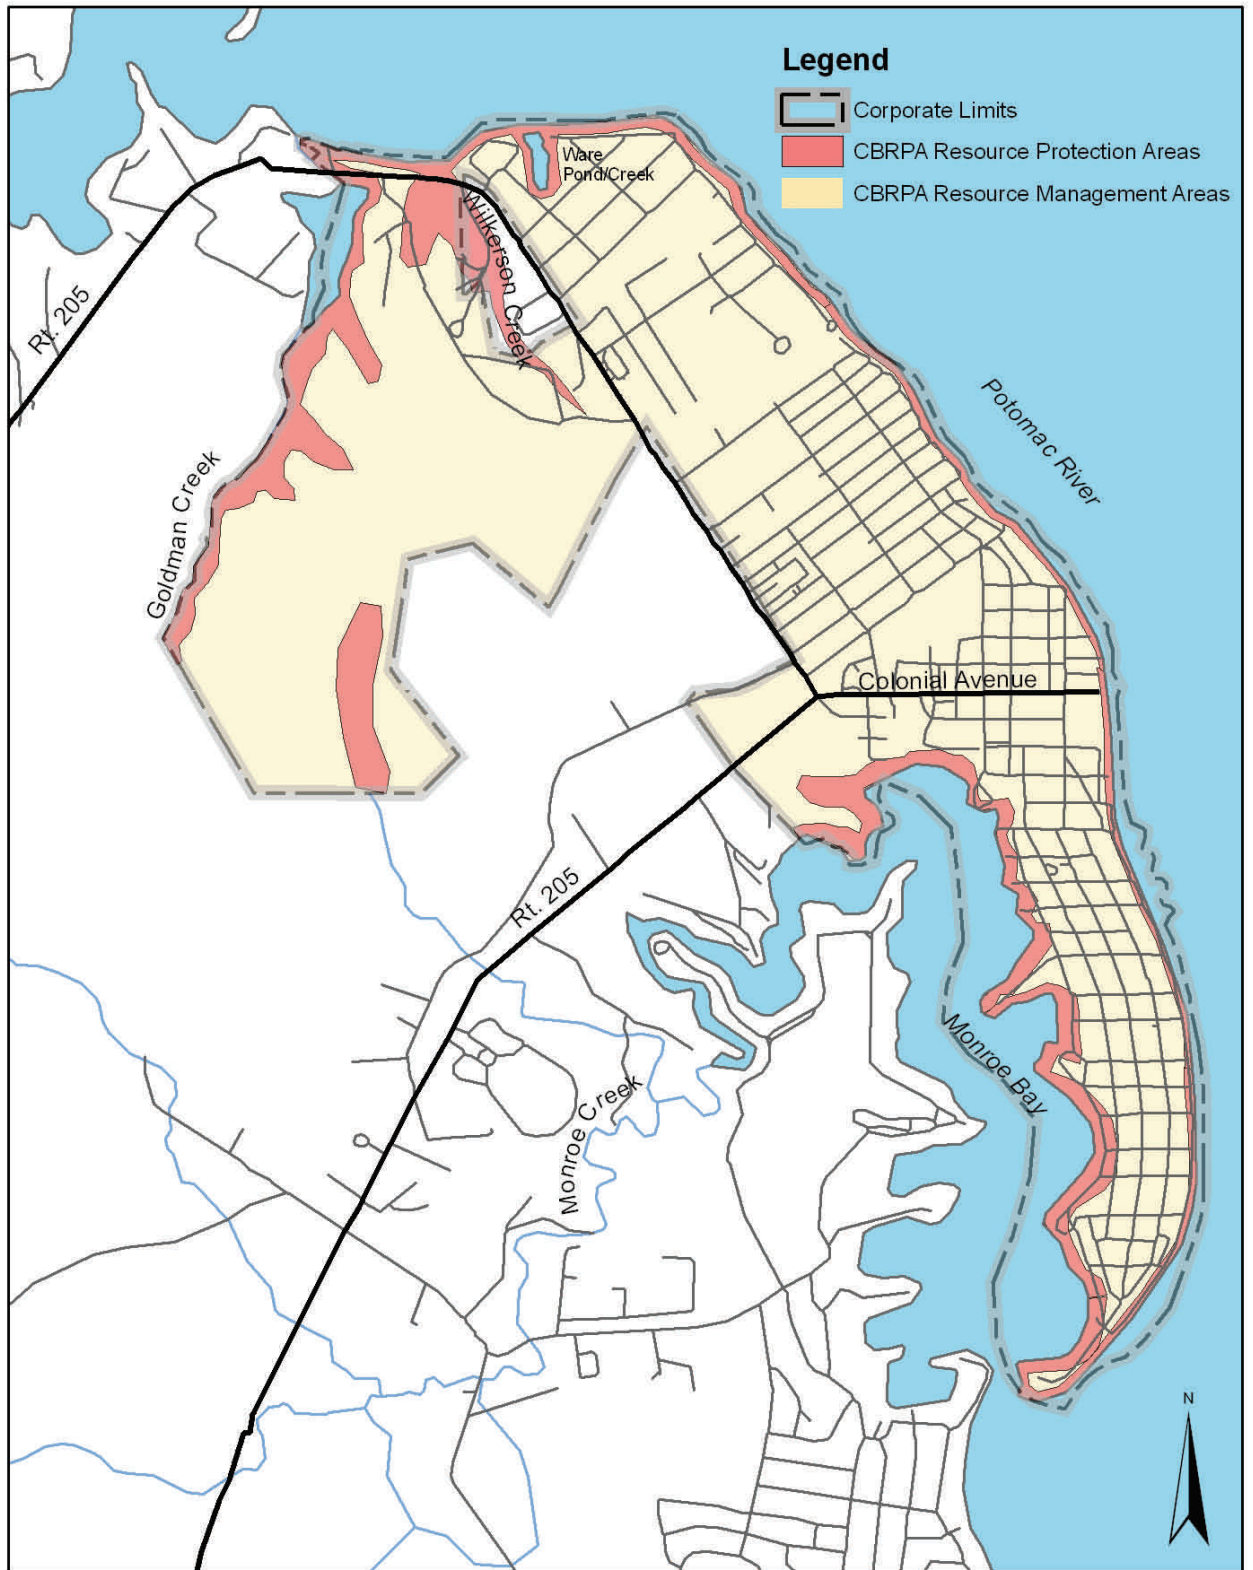 Legend
Corporate Limits
CBRPA Resource Protection Areas
CBRPA Resource Management Areas
Ware
Pond/Creek
Wilkerson Creek
Rt. 205
Potomac River
Goldman Creek
Colonial Avenue
Rt. 205
Monroe Bay
Monroe Creek
N